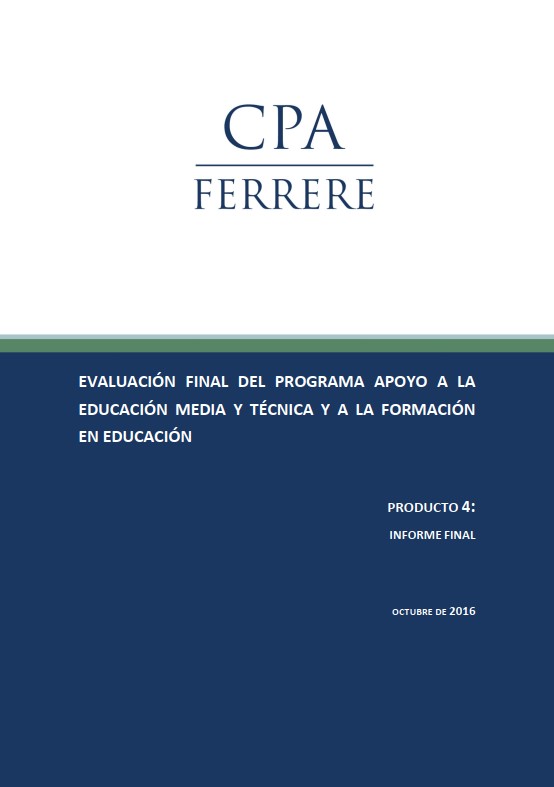 CPA
FERRERE
EVALUACIÓN FINAL DEL PROGRAMA APOYO A LA
EDUCACIÓN MEDIA Y TÉCNICA Y A LA FORMACIÓN
EN EDUCACIÓN
PRODUCTO 4:
INFORME FINAL
OCTUBRE DE 2016